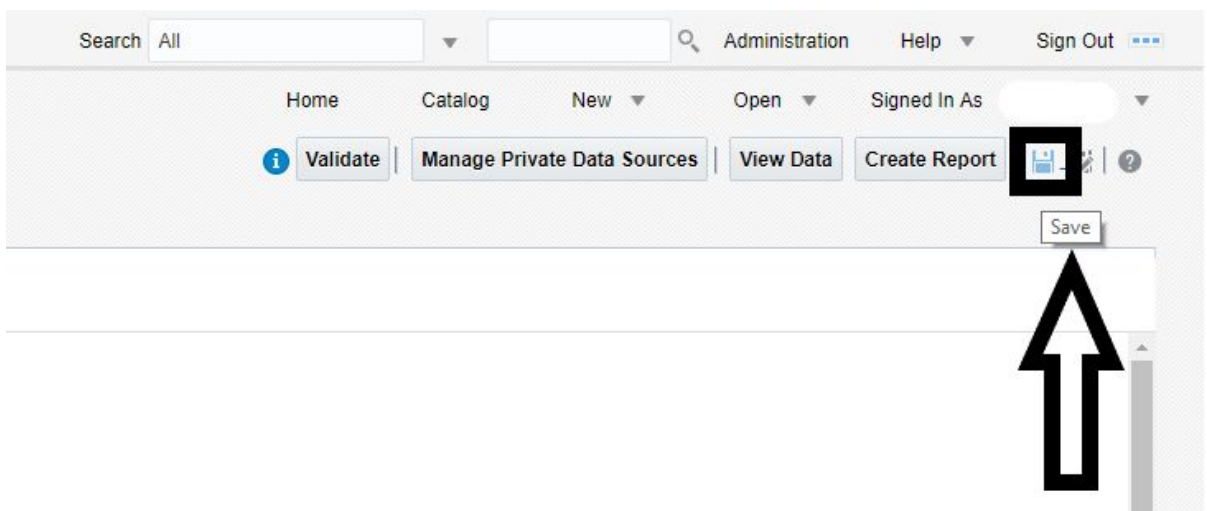 Search All Administration Help Sign Out
Home Catalog New Open Signed In As
Validate Manage Private Data Sources View Data Create Report
Save